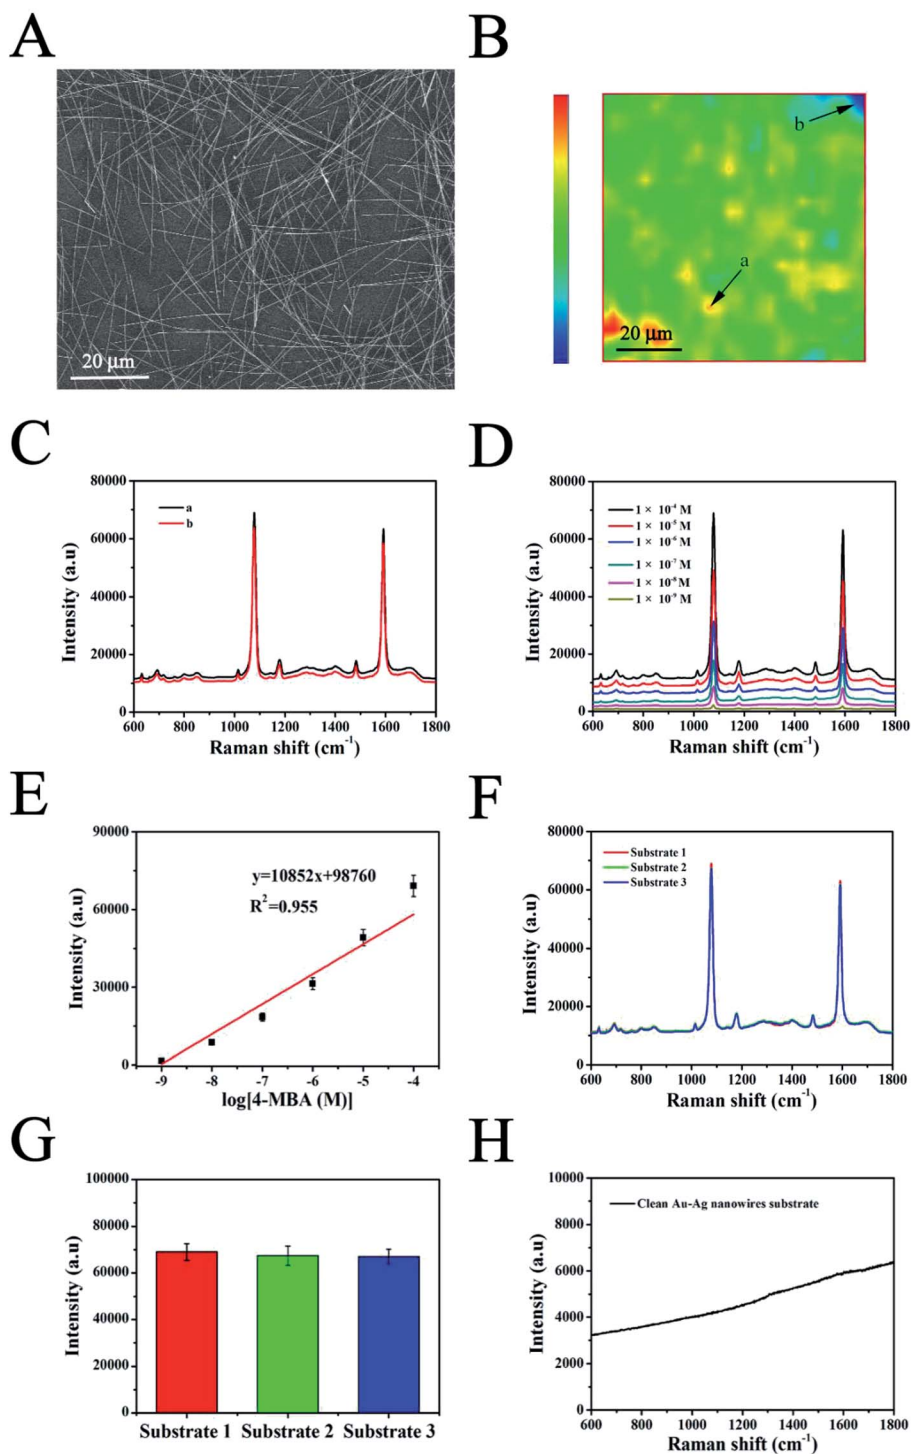 A
B
20 μm
b
a
20 μm
C
D
80000
60000
40000
20000
0
Intensity (a.u)
a
b
600 800 1000 1200 1400 1600 1800
Raman shift (cm⁻¹)
80000
60000
40000
20000
0
Intensity (a.u)
1 × 10⁻⁴ M
1 × 10⁻⁵ M
1 × 10⁻⁶ M
1 × 10⁻⁷ M
1 × 10⁻⁸ M
1 × 10⁻⁹ M
600 800 1000 1200 1400 1600 1800
Raman shift (cm⁻¹)
E
F
90000
60000
30000
0
Intensity (a.u)
y=10852x+98760
R²=0.955
-9 -8 -7 -6 -5 -4
log[4-MBA (M)]
80000
60000
40000
20000
0
Intensity (a.u)
Substrate 1
Substrate 2
Substrate 3
600 800 1000 1200 1400 1600 1800
Raman shift (cm⁻¹)
G
H
100000
80000
60000
40000
20000
0
Intensity (a.u)
Substrate 1 Substrate 2 Substrate 3
10000
8000
6000
4000
2000
0
Intensity (a.u)
Clean Au-Ag nanowires substrate
600 800 1000 1200 1400 1600 1800
Raman shift (cm⁻¹)